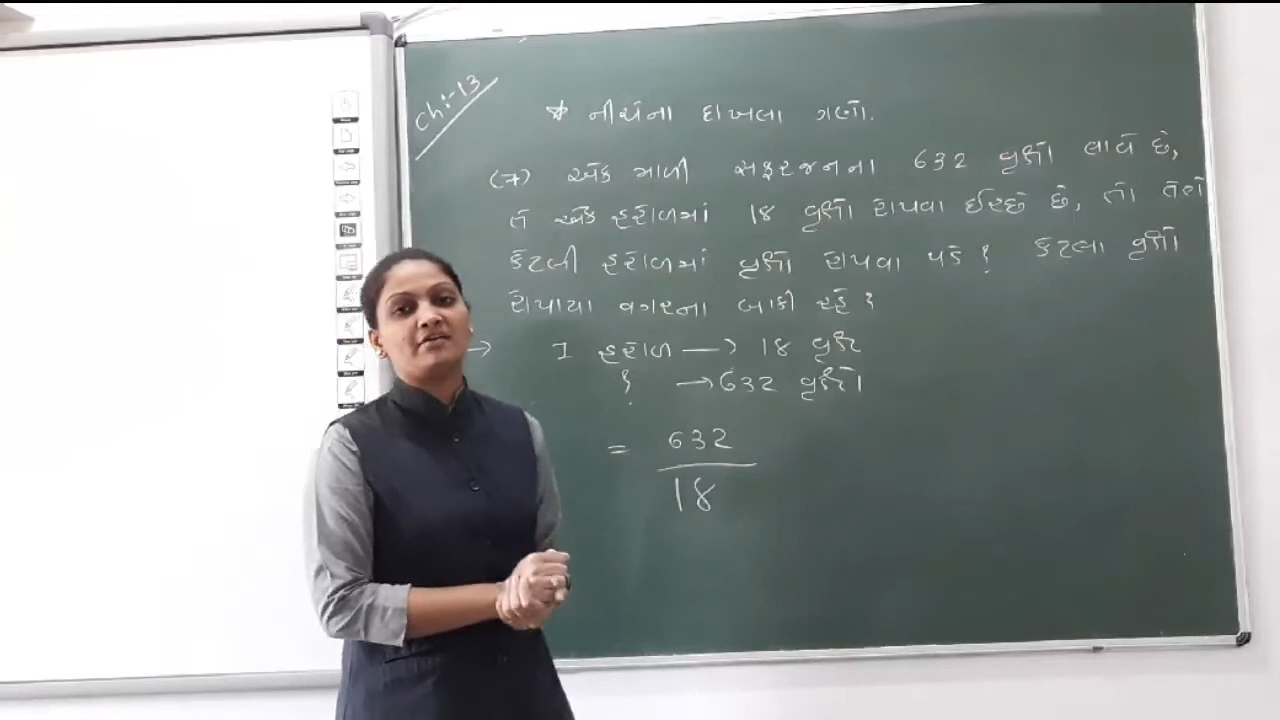 Ch:-13
* નીચેના દાખલા ગણો.
(7) એક માળી સફરજનના 632 વૃક્ષો લાવે છે,
તે એક હરોળમાં 18 વૃક્ષો રોપવા ઈચ્છે છે, તો તેણે
કેટલી હરોળમાં વૃક્ષો રોપવા પડે ? કેટલા વૃક્ષો
રોપાયા વગરના બાકી રહે ?
→ 1 હરોળ —> 18 વૃક્ષ
? → 632 વૃક્ષો
= 632
18